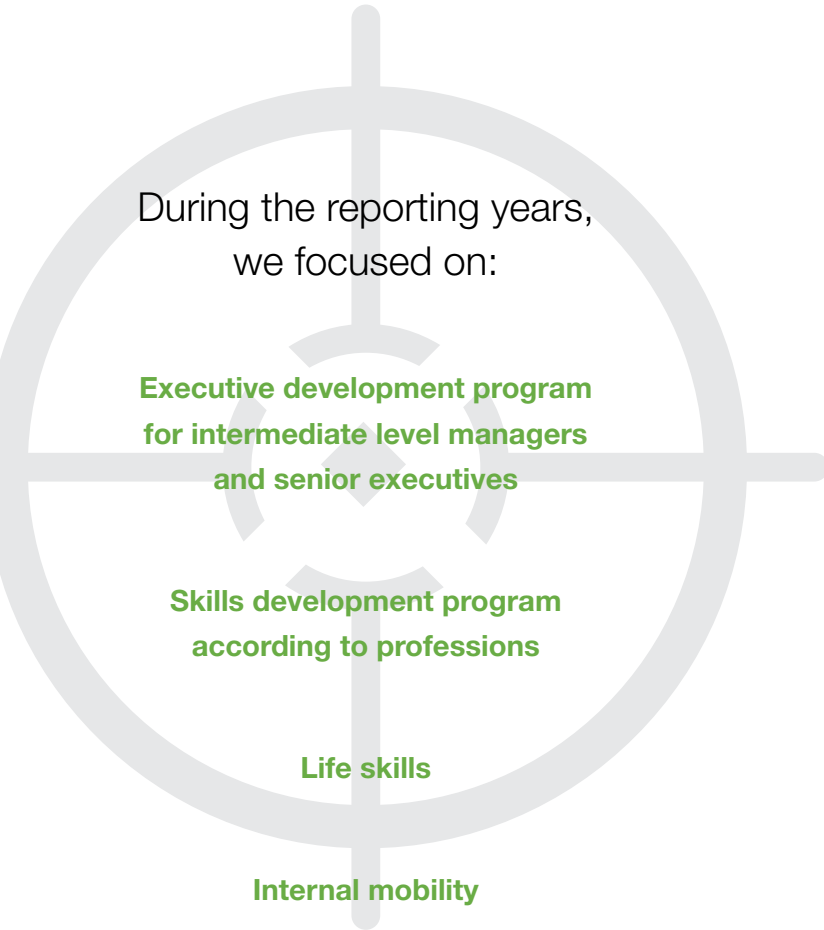 During the reporting years,
we focused on:
Executive development program
for intermediate level managers
and senior executives
Skills development program
according to professions
Life skills
Internal mobility